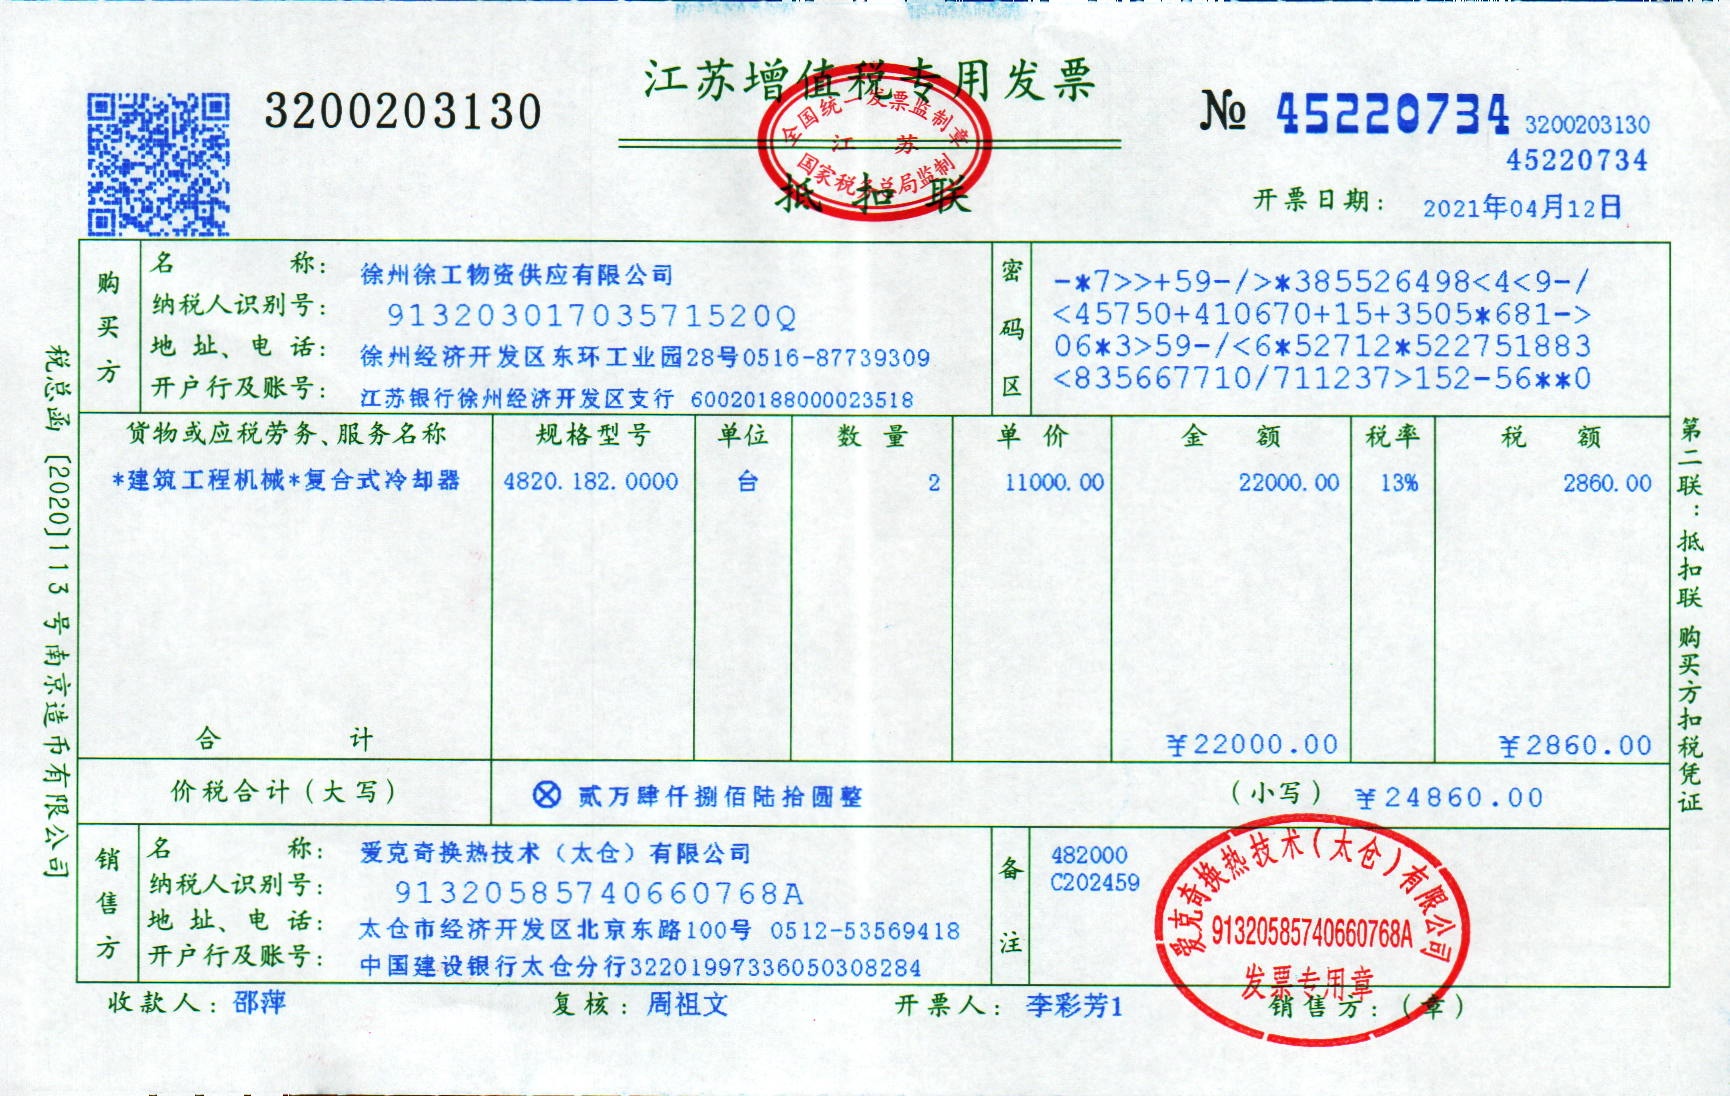 江苏增值税专用发票
3200203130
№ 45220734 3200203130
45220734
全国统一发票监制章
江 苏
国家税务总局监制
抵 扣 联
开票日期： 2021年04月12日
购买方
名 称： 徐州徐工物资供应有限公司
纳税人识别号： 91320301703571520Q
地 址、电 话： 徐州经济开发区东环工业园28号0516-87739309
开户行及账号： 江苏银行徐州经济开发区支行 60020188000023518
密码区
-*7>>+59-/>*385526498<4<9-/
<45750+410670+15+3505*681->
06*3>59-/<6*52712*522751883
<835667710/711237>152-56**0
货物或应税劳务、服务名称 规格型号 单位 数 量 单 价 金 额 税率 税 额
*建筑工程机械*复合式冷却器 4820.182.0000 台 2 11000.00 22000.00 13% 2860.00
合 计 ¥22000.00 ¥2860.00
价税合计（大写） ⊗ 贰万肆仟捌佰陆拾圆整 （小写） ¥24860.00
销售方
名 称： 爱克奇换热技术（太仓）有限公司
纳税人识别号： 91320585740660768A
地 址、电 话： 太仓市经济开发区北京东路100号 0512-53569418
开户行及账号： 中国建设银行太仓分行32201997336050308284
备注
482000
C202459
爱克奇换热技术（太仓）有限公司
91320585740660768A
发票专用章
收款人：邵萍 复核：周祖文 开票人：李彩芳1 销售方：（章）
税总函[2020]113号南京造币有限公司
第二联：抵扣联 购买方扣税凭证